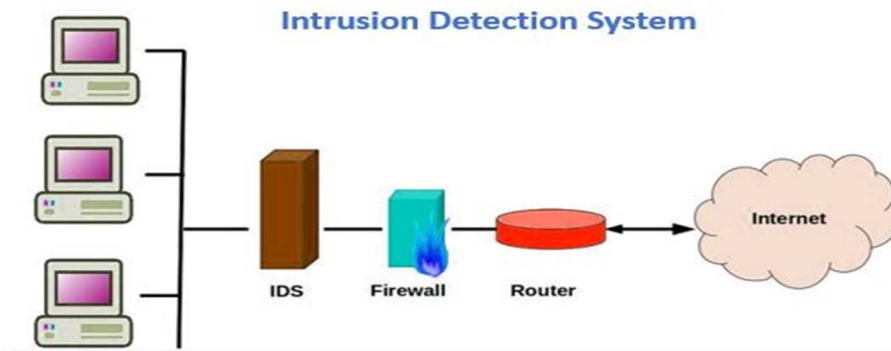 Intrusion Detection System
Internet
IDS
Firewall
Router